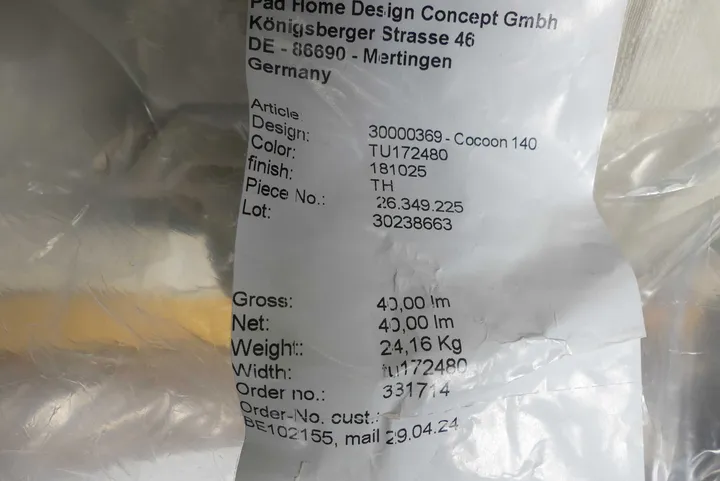 Pad Home Design Concept Gmbh
Königsberger Strasse 46
DE - 86690 - Mertingen
Germany
Article:
Design: 30000369 - Cocoon 140
Color: TU172480
finish: 181025
Piece No.: TH
Lot: 26.349.225
30238663
Gross: 40,00 lm
Net: 40,00 lm
Weight: 24,16 Kg
Width: tu172480
Order no.: 331714
Order-No. cust.:
BE102155, mail 29.04.24